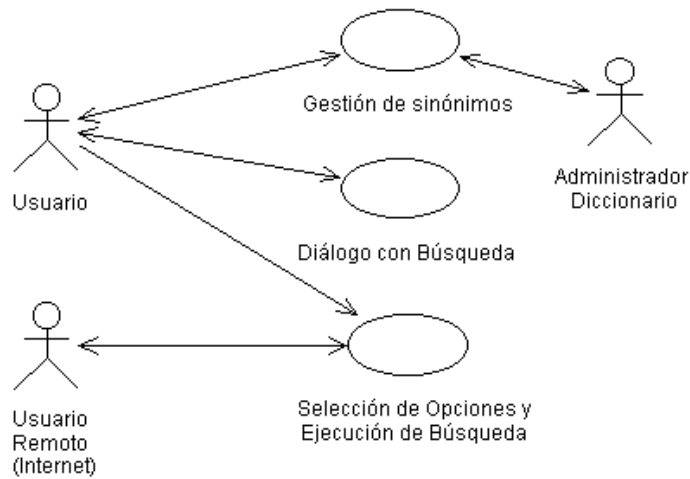 Gestión de sinónimos
Usuario
Administrador
Diccionario
Diálogo con Búsqueda
Usuario
Remoto
(Internet)
Selección de Opciones y
Ejecución de Búsqueda